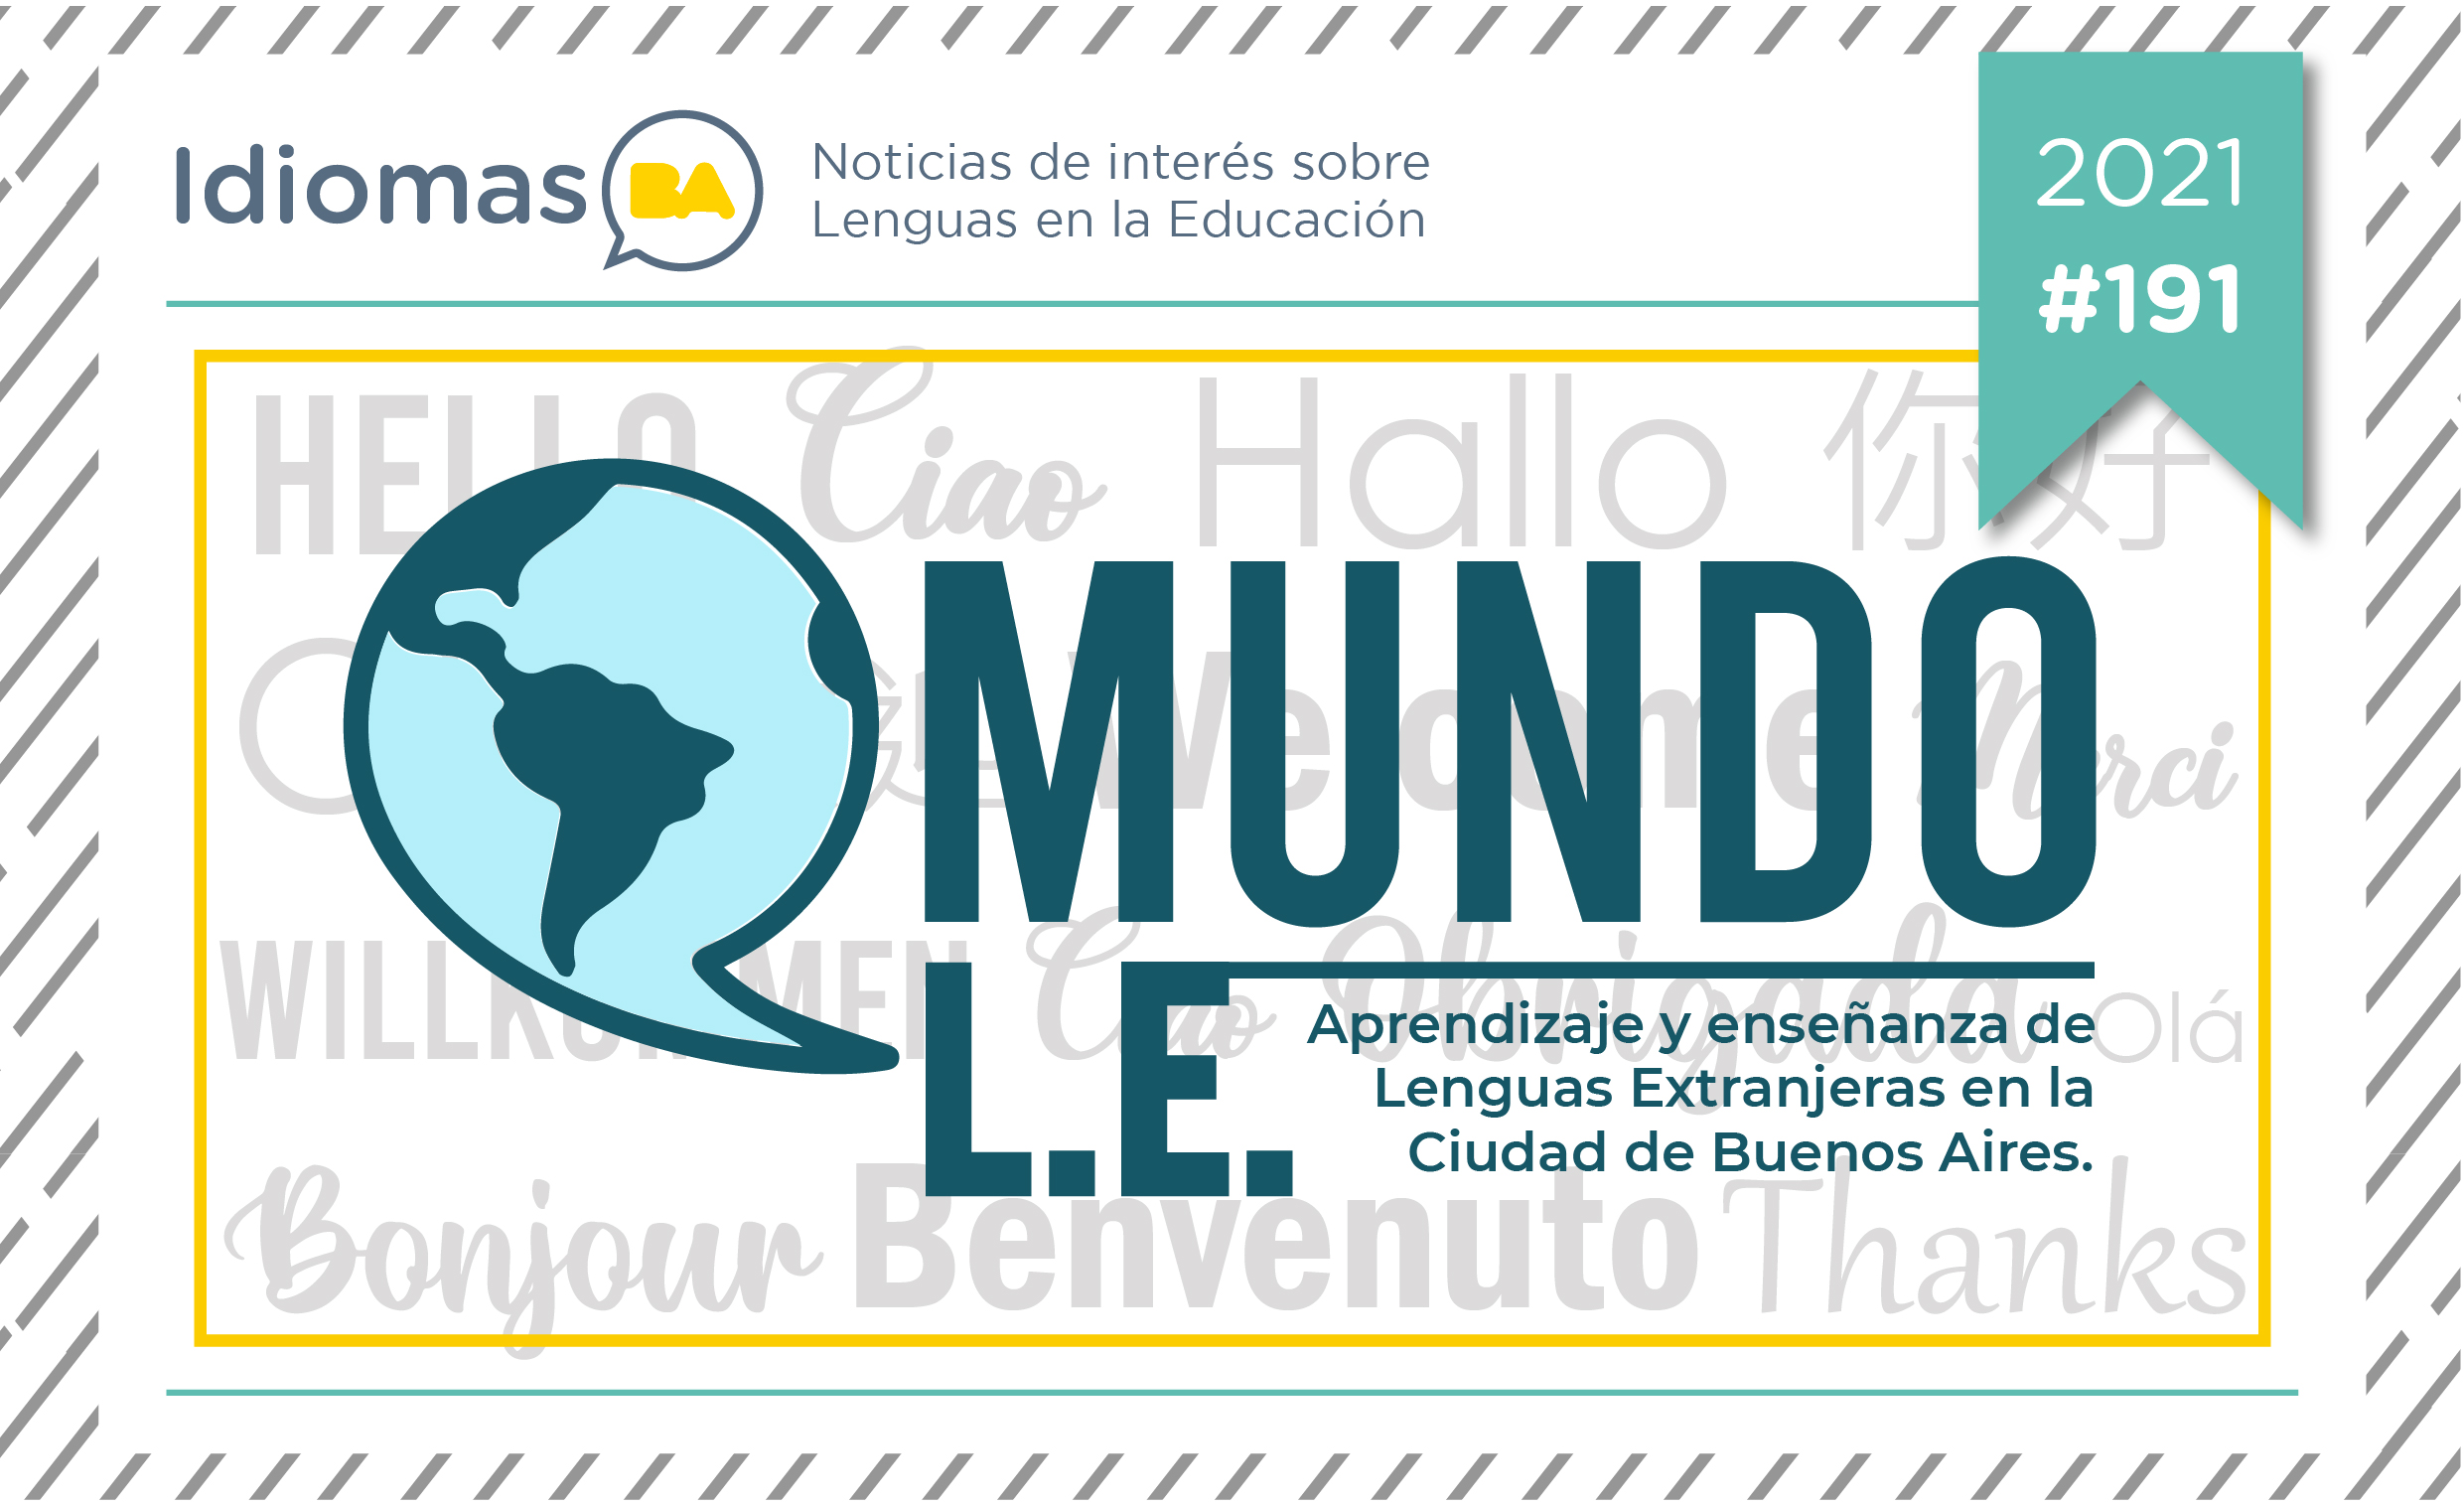 Idiomas BA
Noticias de interés sobre
Lenguas en la Educación
2021
#191
HELLO Ciao Hallo 你好
MUNDO
Welcome Merci
L.E.
WILLKOMMEN Ciao Obrigada olá
Aprendizaje y enseñanza de
Lenguas Extranjeras en la
Ciudad de Buenos Aires.
Bonjour Benvenuto Thanks